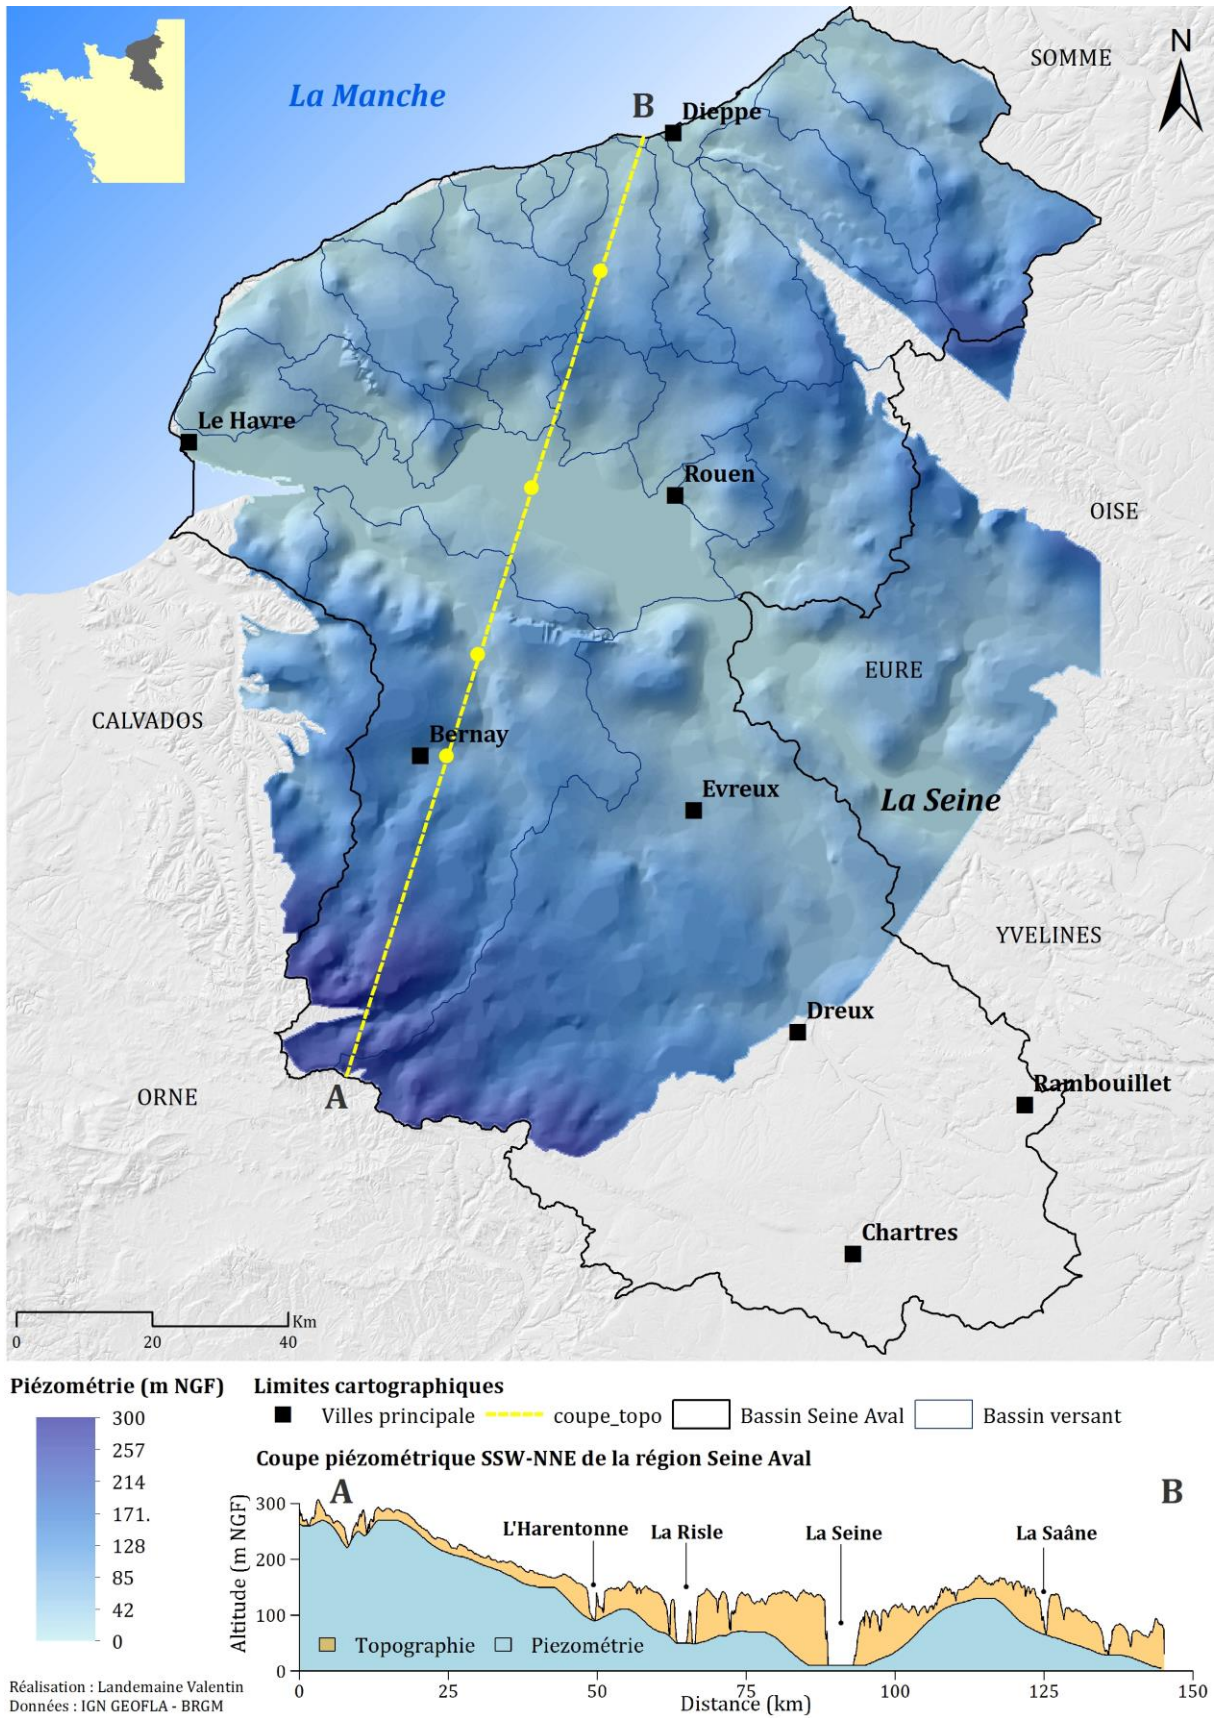 SOMME
N
La Manche
B
Dieppe
Le Havre
Rouen
OISE
EURE
CALVADOS
Bernay
Evreux
La Seine
YVELINES
Dreux
Rambouillet
ORNE
A
Chartres
Km
0 20 40
Piézométrie (m NGF)
300
257
214
171.
128
85
42
0
Limites cartographiques
Villes principale
coupe_topo
Bassin Seine Aval
Bassin versant
Coupe piézométrique SSW-NNE de la région Seine Aval
A
B
L'Harentonne
La Risle
La Seine
La Saâne
Altitude (m NGF)
300
200
100
0
Topographie
Piezométrie
0 25 50 75 100 125 150
Distance (km)
Réalisation : Landemaine Valentin
Données : IGN GEOFLA - BRGM